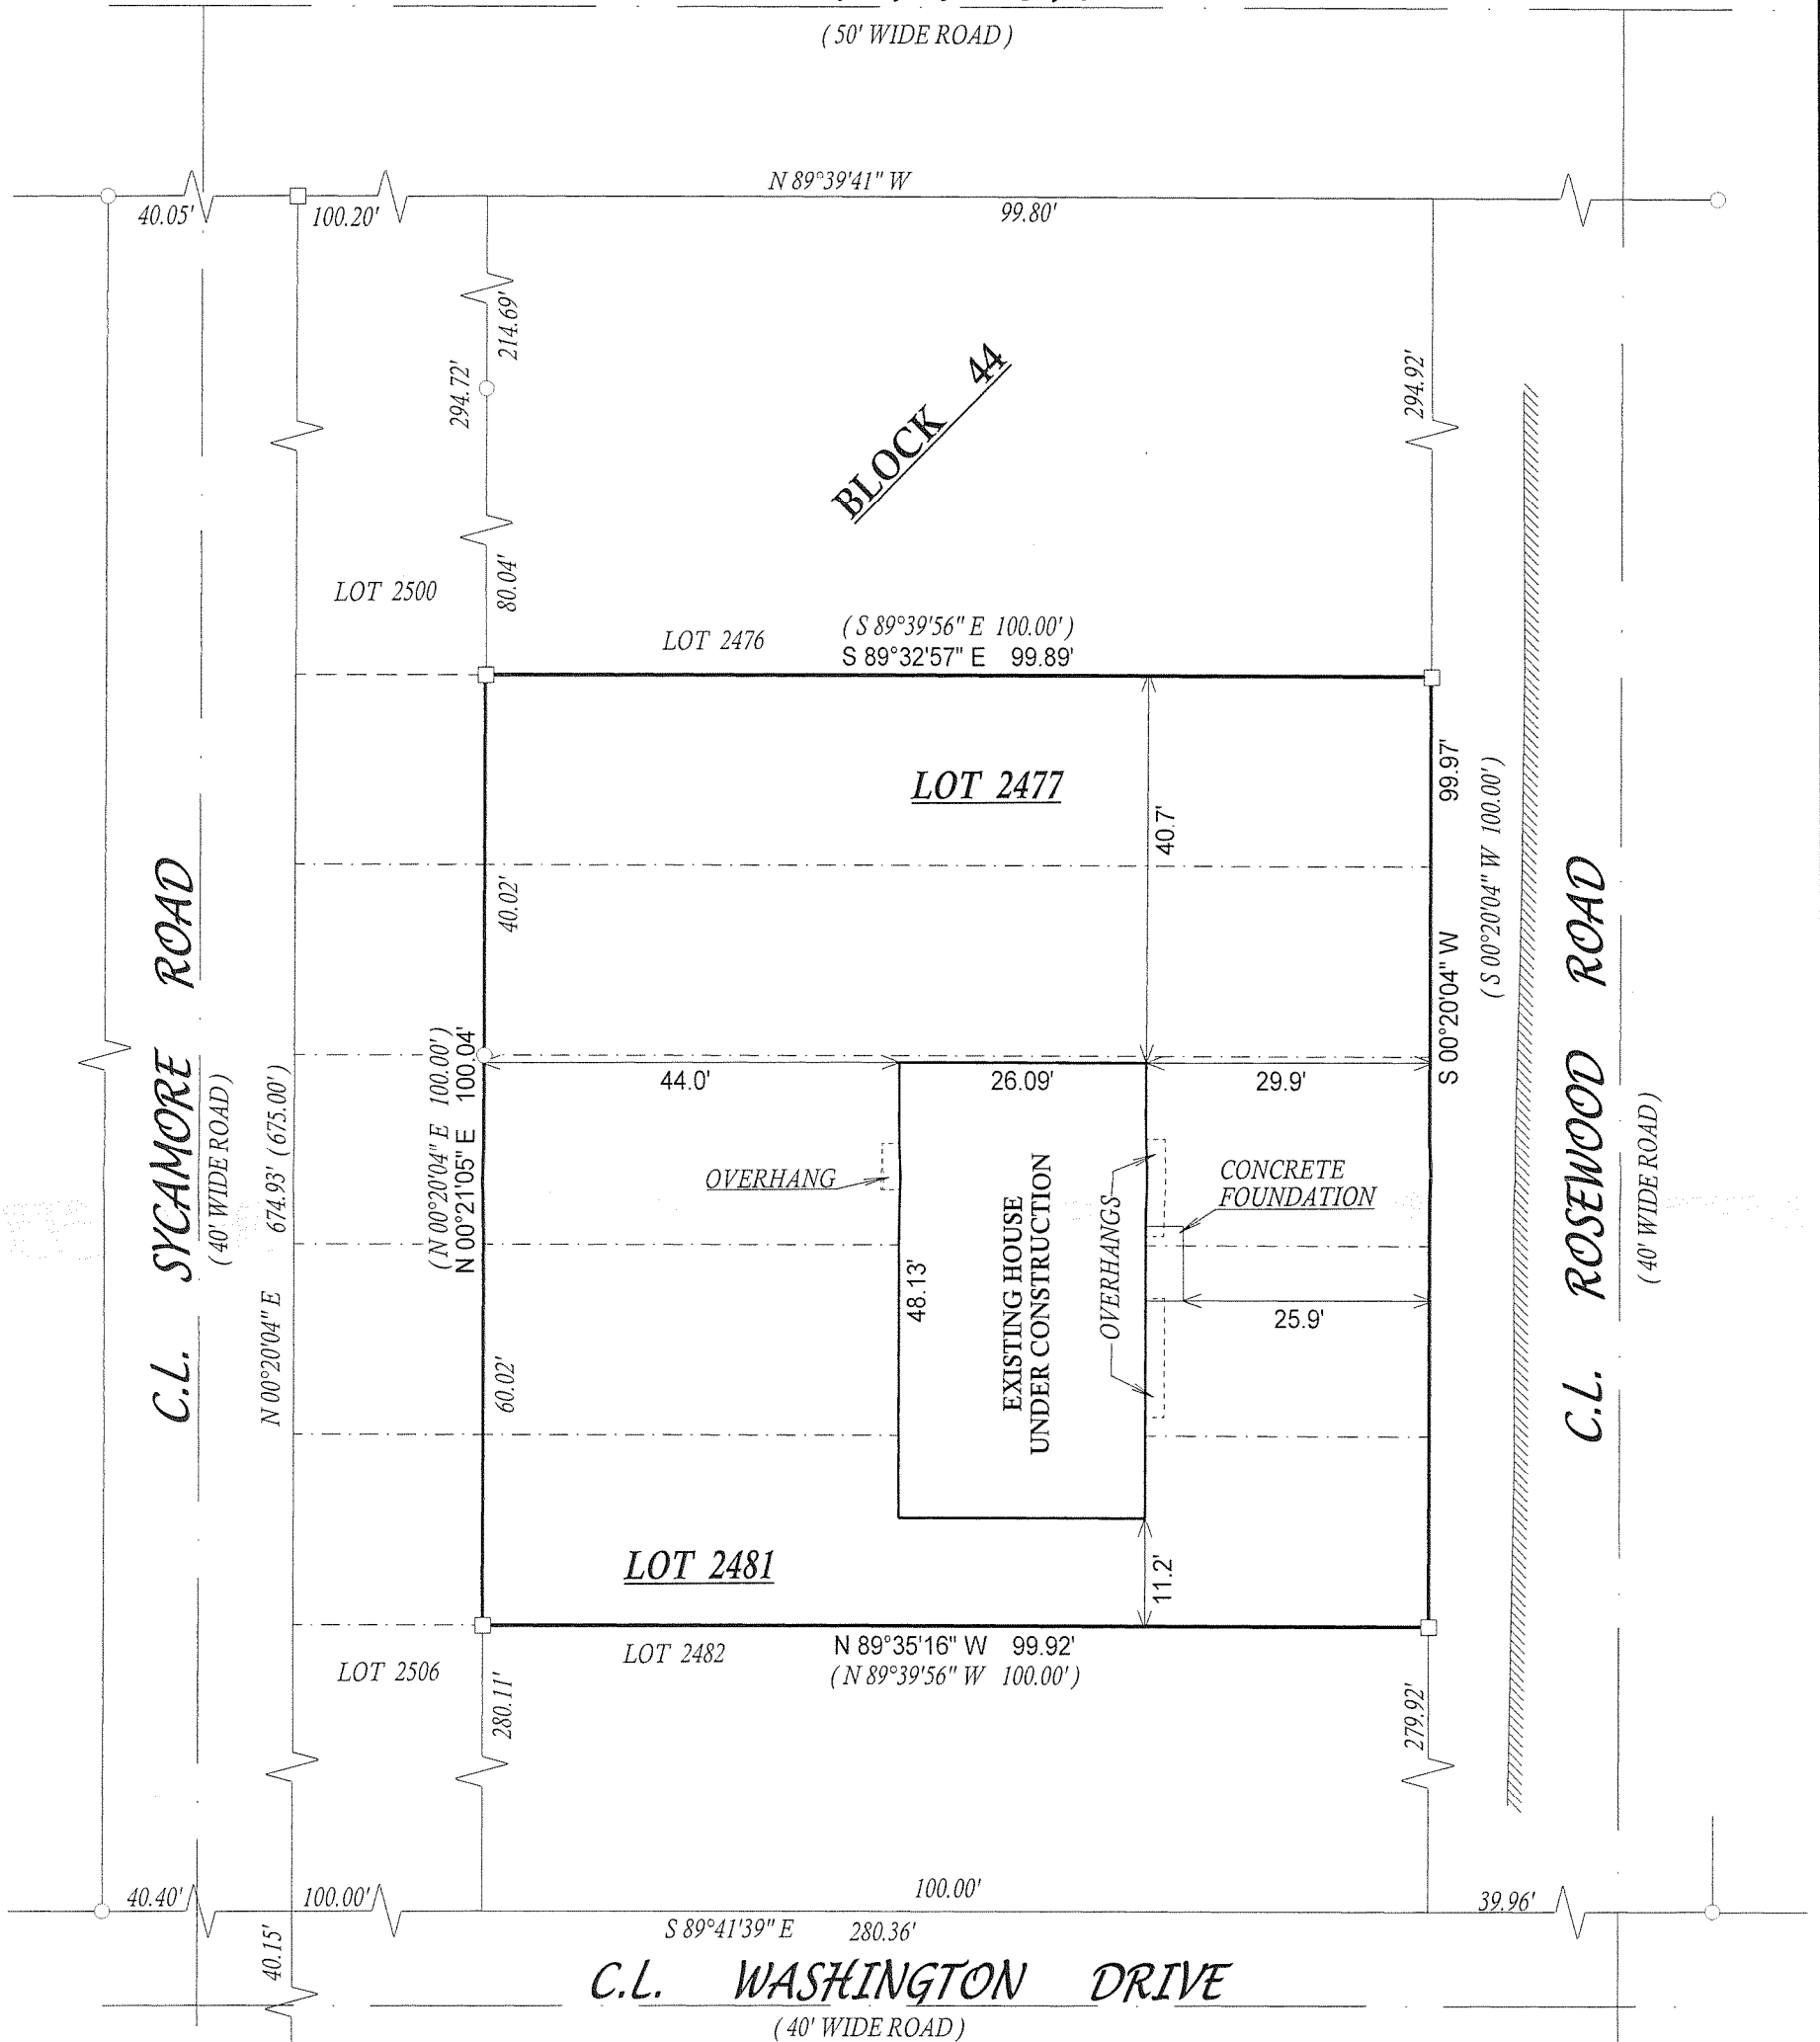 ( 50' WIDE ROAD )
N 89°39'41" W
40.05'
100.20'
99.80'
214.69'
294.72'
294.92'
BLOCK 44
80.04'
LOT 2500
LOT 2476
( S 89°39'56" E 100.00' )
S 89°32'57" E 99.89'
LOT 2477
40.7'
99.97'
( S 00°20'04" W 100.00' )
S 00°20'04" W
40.02'
C.L. SYCAMORE ROAD
( 40' WIDE ROAD )
N 00°20'04" E 674.93' ( 675.00' )
( N 00°20'04" E 100.00' )
N 00°21'05" E 100.04'
44.0'
26.09'
29.9'
C.L. ROSEWOOD ROAD
( 40' WIDE ROAD )
OVERHANG
EXISTING HOUSE
UNDER CONSTRUCTION
OVERHANGS
CONCRETE
FOUNDATION
48.13'
25.9'
60.02'
LOT 2481
11.2'
LOT 2506
LOT 2482
N 89°35'16" W 99.92'
( N 89°39'56" W 100.00' )
280.11'
279.92'
40.40'
100.00'
100.00'
39.96'
S 89°41'39" E 280.36'
40.15'
C.L. WASHINGTON DRIVE
( 40' WIDE ROAD )